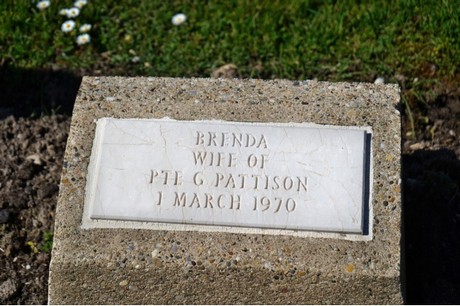 BRENDA
WIFE OF
PTE G PATTISON
1 MARCH 1970